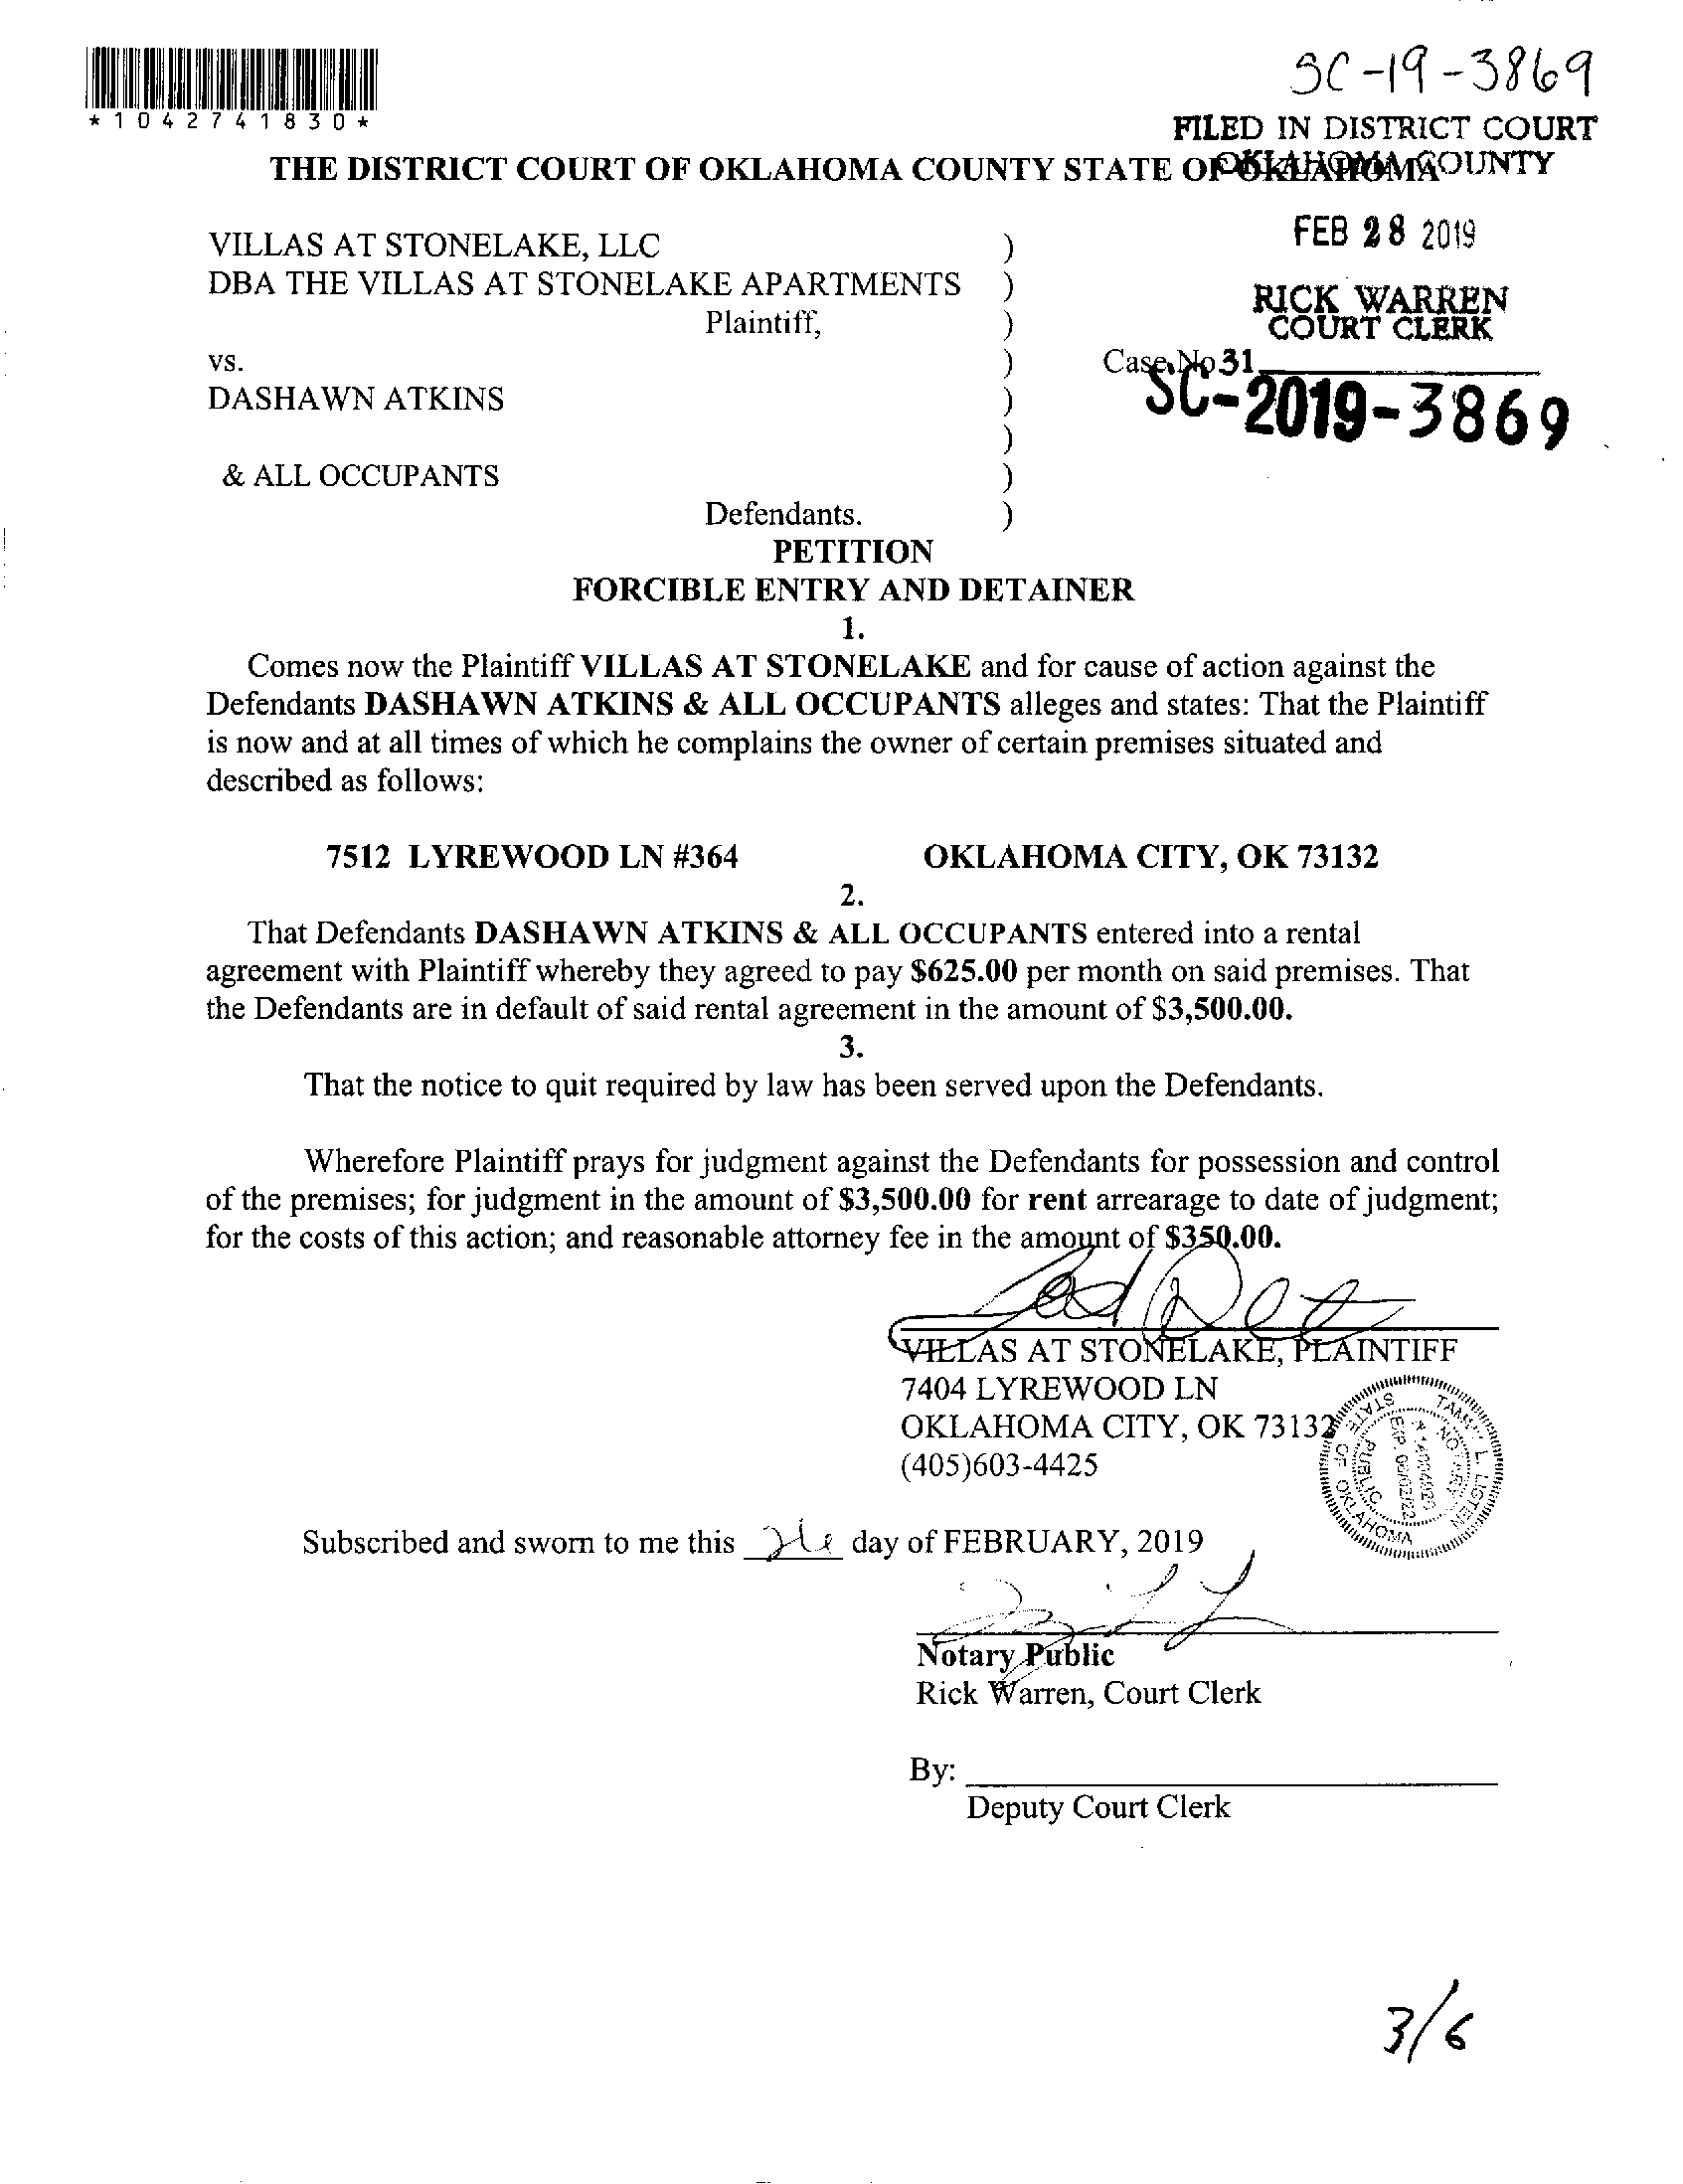 SC-19-3869
*1042741830*
FILED IN DISTRICT COURT
OKLAHOMA COUNTY
THE DISTRICT COURT OF OKLAHOMA COUNTY STATE OF OKLAHOMA
FEB 28 2019
VILLAS AT STONELAKE, LLC )
DBA THE VILLAS AT STONELAKE APARTMENTS )
RICK WARREN
COURT CLERK
Plaintiff, )
vs. ) Case No
31
DASHAWN ATKINS )
SC-2019-3869
)
& ALL OCCUPANTS )
Defendants. )
PETITION
FORCIBLE ENTRY AND DETAINER
1.
Comes now the Plaintiff VILLAS AT STONELAKE and for cause of action against the
Defendants DASHAWN ATKINS & ALL OCCUPANTS alleges and states: That the Plaintiff
is now and at all times of which he complains the owner of certain premises situated and
described as follows:
7512 LYREWOOD LN #364 OKLAHOMA CITY, OK 73132
2.
That Defendants DASHAWN ATKINS & ALL OCCUPANTS entered into a rental
agreement with Plaintiff whereby they agreed to pay $625.00 per month on said premises. That
the Defendants are in default of said rental agreement in the amount of $3,500.00.
3.
That the notice to quit required by law has been served upon the Defendants.
Wherefore Plaintiff prays for judgment against the Defendants for possession and control
of the premises; for judgment in the amount of $3,500.00 for rent arrearage to date of judgment;
for the costs of this action; and reasonable attorney fee in the amount of $350.00.
VILLAS AT STONELAKE, PLAINTIFF
7404 LYREWOOD LN
OKLAHOMA CITY, OK 73132
(405)603-4425
STATE OF OKLAHOMA
PUBLIC
Subscribed and sworn to me this day of FEBRUARY, 2019
Notary Public
Rick Warren, Court Clerk
By:
Deputy Court Clerk
3/6